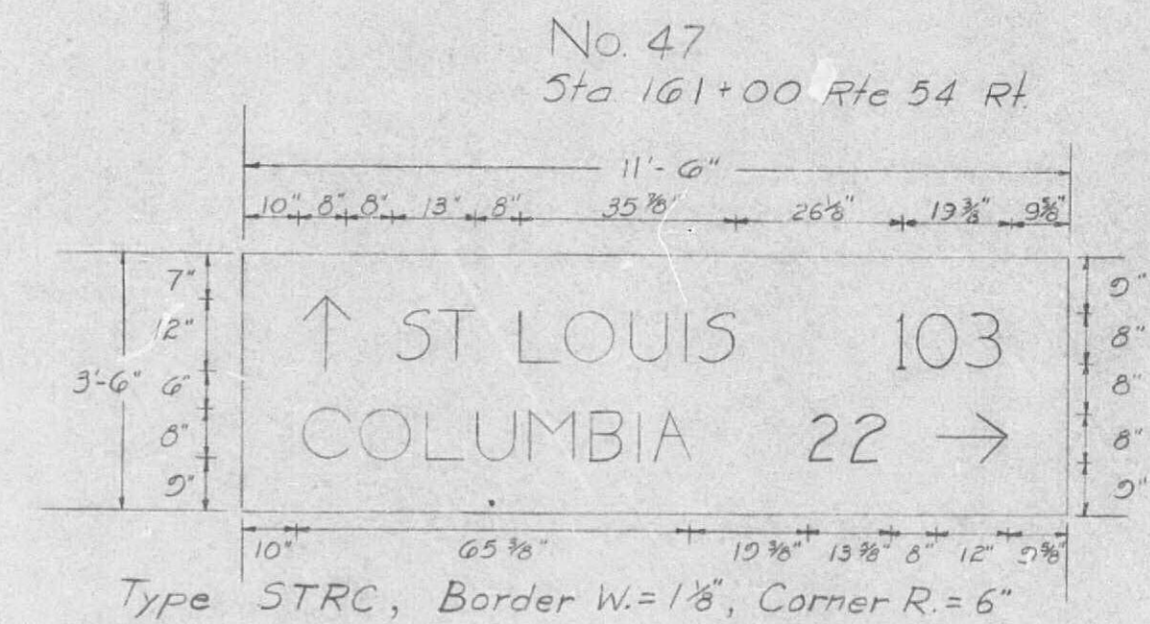 No. 47
Sta 161+00 Rte 54 Rt.
11'-6"
10" 8" 8" 13" 8" 35 7/8" 26 1/8" 19 3/8" 9 5/8"
7" 9"
↑ ST LOUIS 103
12" 8"
3'-6" 6" 8"
COLUMBIA 22 →
8" 8"
9" 9"
10" 65 3/8" 19 3/8" 13 3/8" 8" 12" 9 5/8"
Type STRC, Border W.= 1 1/8", Corner R.= 6"